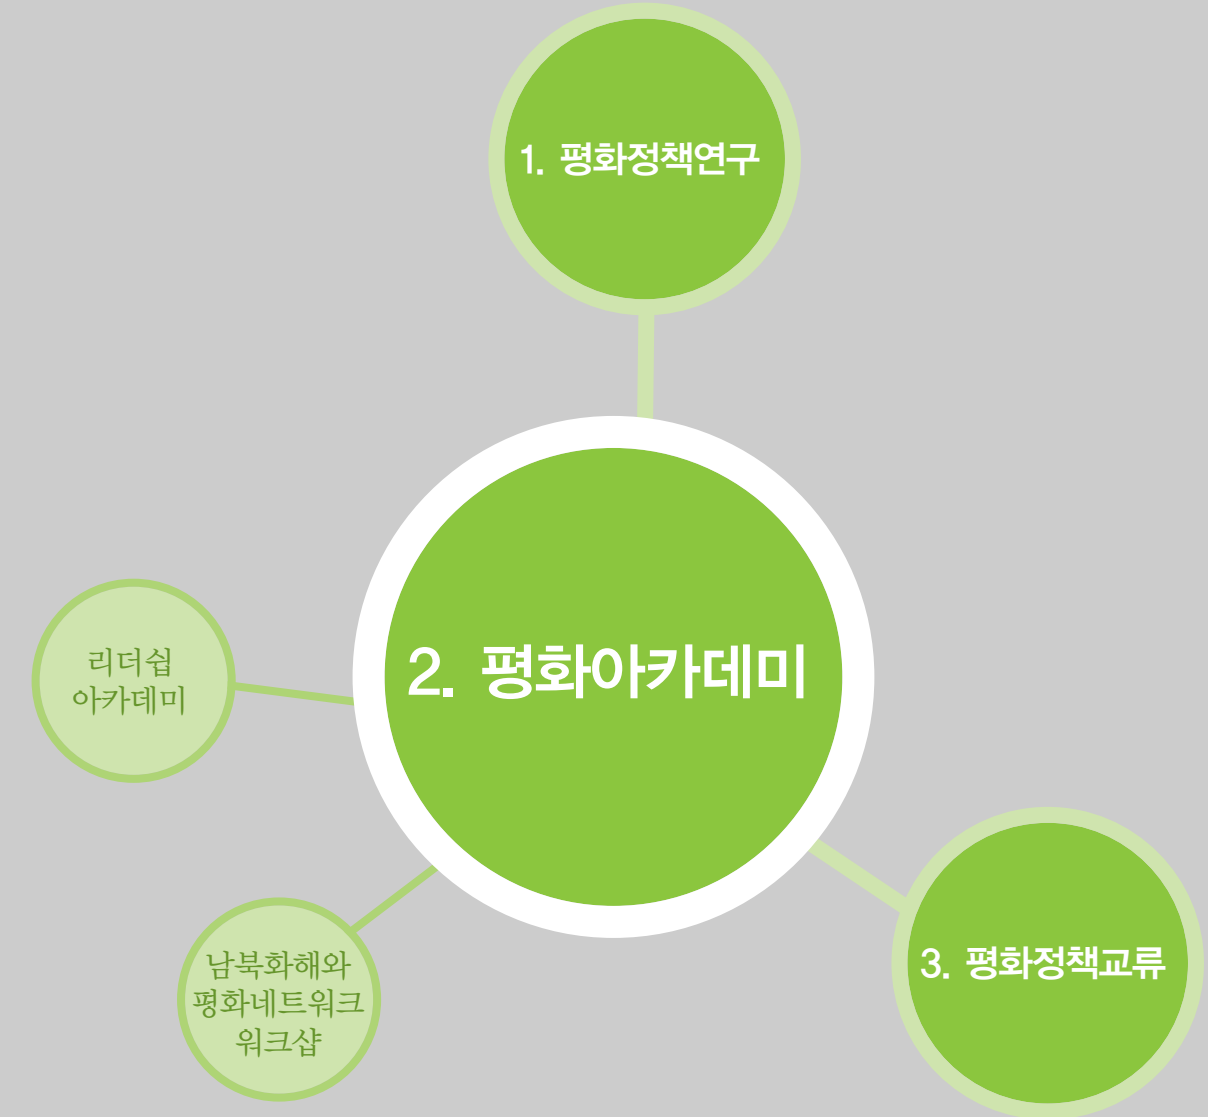 1. 평화정책연구
2. 평화아카데미
리더쉽
아카데미
3. 평화정책교류
남북화해와
평화네트워크
워크샵